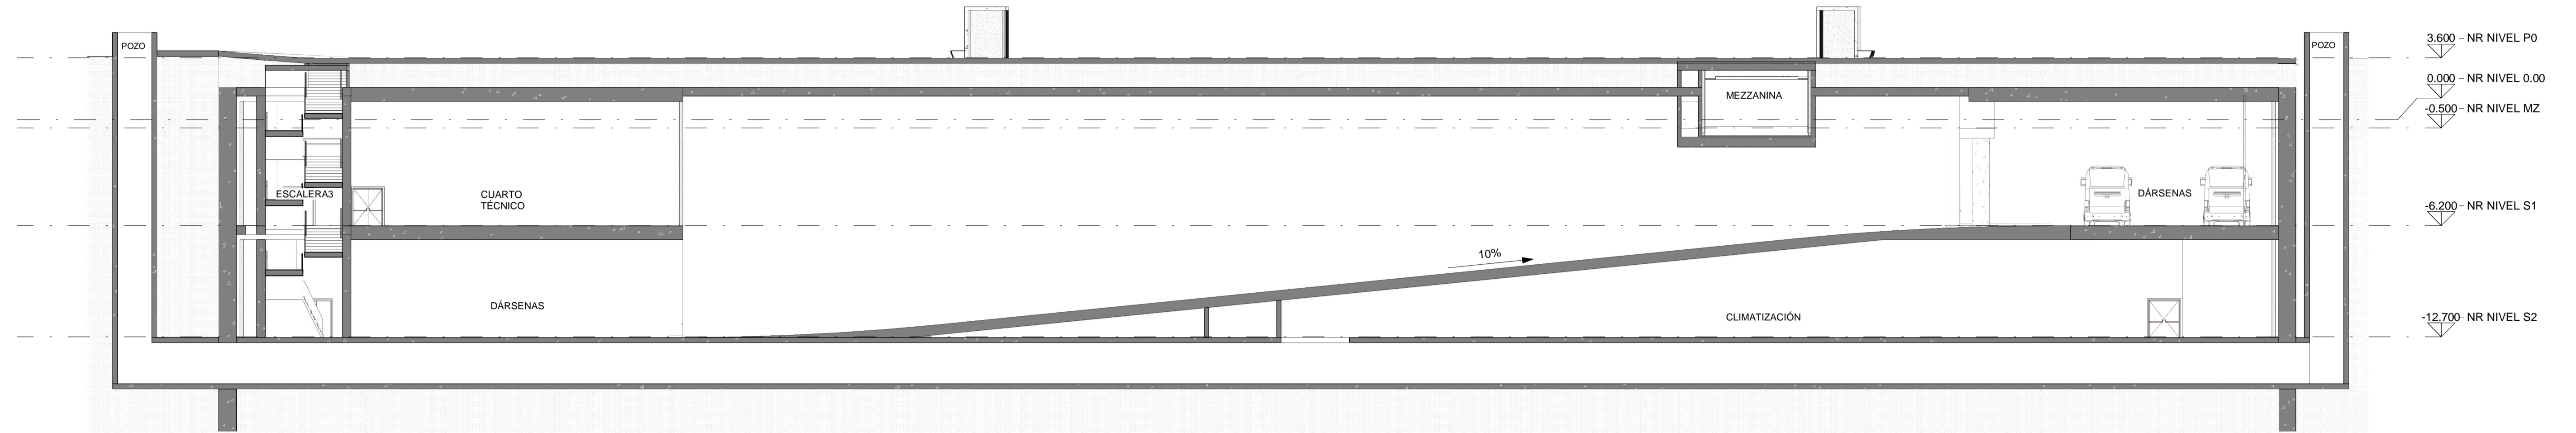 POZO
POZO
3.600 – NR NIVEL P0
0.000 – NR NIVEL 0.00
MEZZANINA
-0.500 – NR NIVEL MZ
ESCALERA3
CUARTO
TÉCNICO
DÁRSENAS
-6.200 – NR NIVEL S1
10%
DÁRSENAS
CLIMATIZACIÓN
-12.700 – NR NIVEL S2